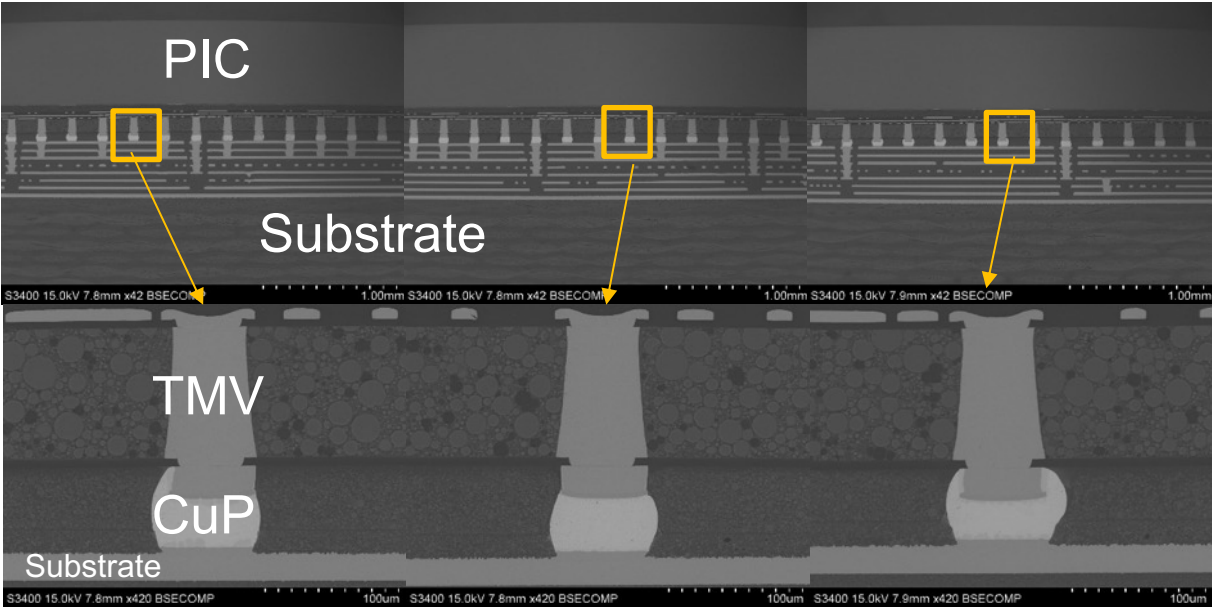 PIC
Substrate
S3400 15.0kV 7.8mm x42 BSECOMP 1.00mm
S3400 15.0kV 7.8mm x42 BSECOMP 1.00mm
S3400 15.0kV 7.9mm x42 BSECOMP 1.00mm
TMV
CuP
Substrate
S3400 15.0kV 7.8mm x420 BSECOMP 100um
S3400 15.0kV 7.8mm x420 BSECOMP 100um
S3400 15.0kV 7.9mm x420 BSECOMP 100um